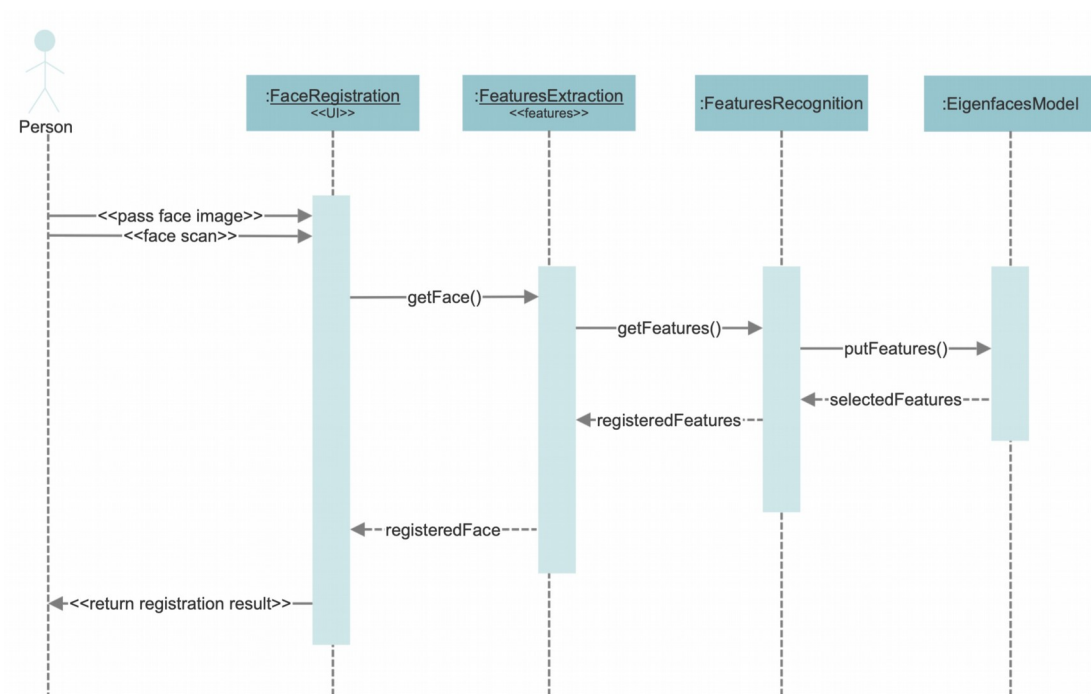 Person
:FaceRegistration
<<UI>>
:FeaturesExtraction
<<features>>
:FeaturesRecognition
:EigenfacesModel
<<pass face image>>
<<face scan>>
getFace()
getFeatures()
putFeatures()
selectedFeatures
registeredFeatures
registeredFace
<<return registration result>>